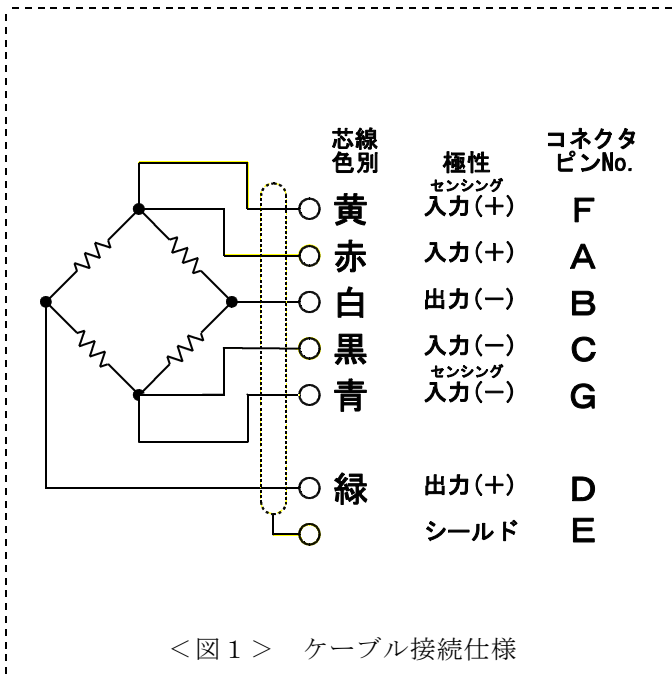 芯線
色別
極性
コネクタ
ピンNo.
センシング
黄 入力(+) F
赤 入力(+) A
白 出力(−) B
黒 入力(−) C
センシング
青 入力(−) G
緑 出力(+) D
シールド E
<図1> ケーブル接続仕様